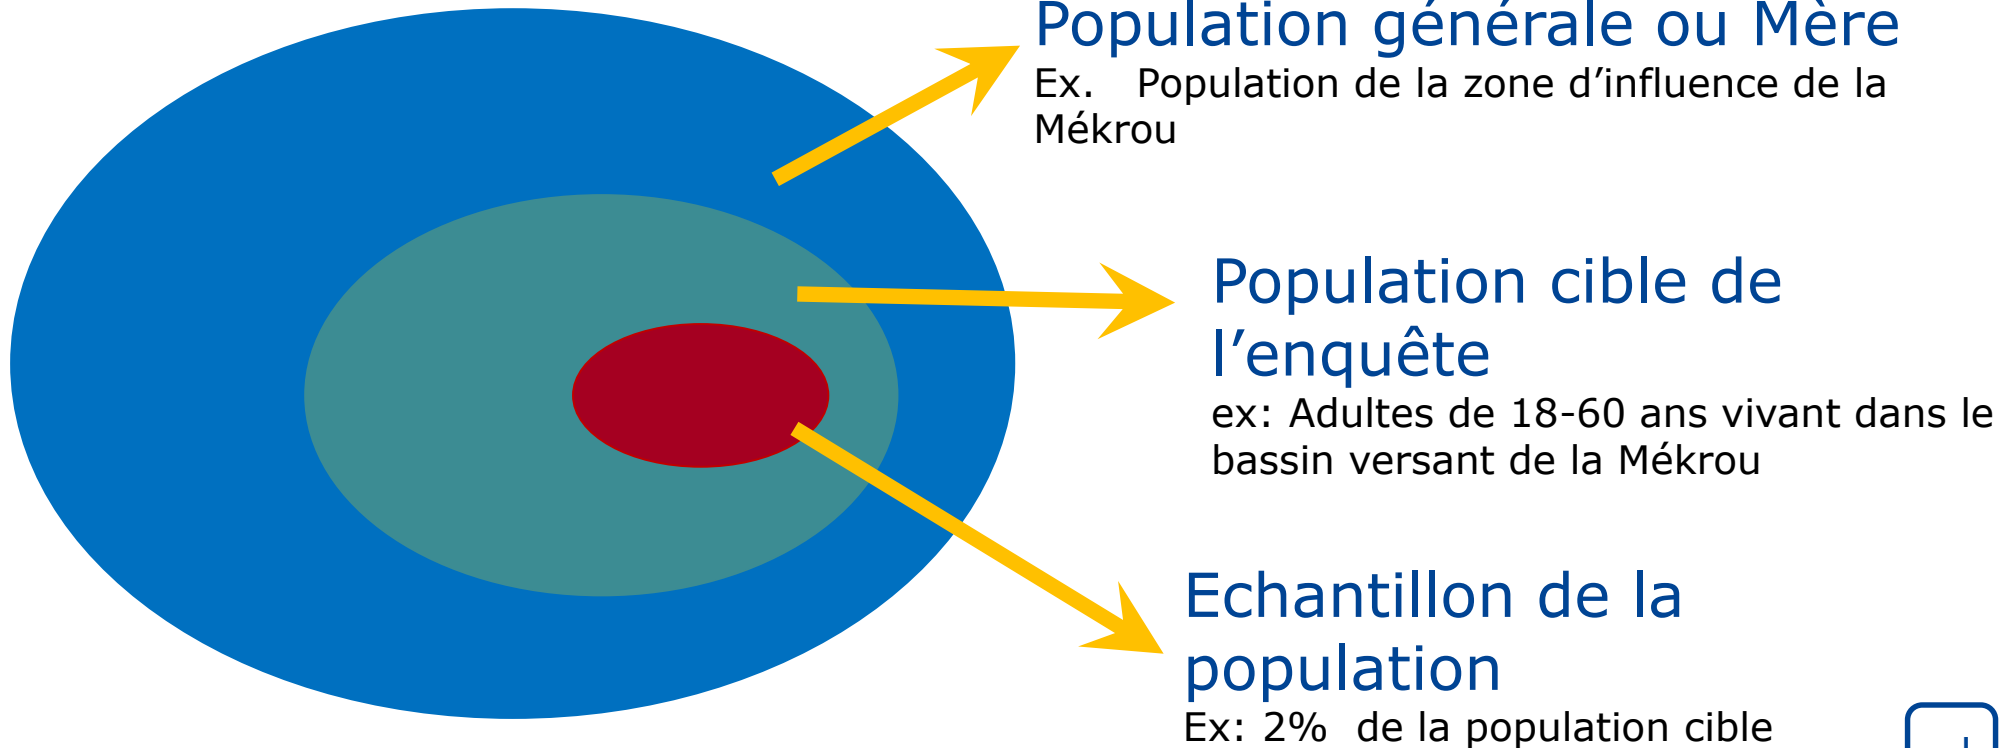 Population générale ou Mère
Ex. Population de la zone d’influence de la
Mékrou
Population cible de
l’enquête
ex: Adultes de 18-60 ans vivant dans le
bassin versant de la Mékrou
Echantillon de la
population
Ex: 2% de la population cible